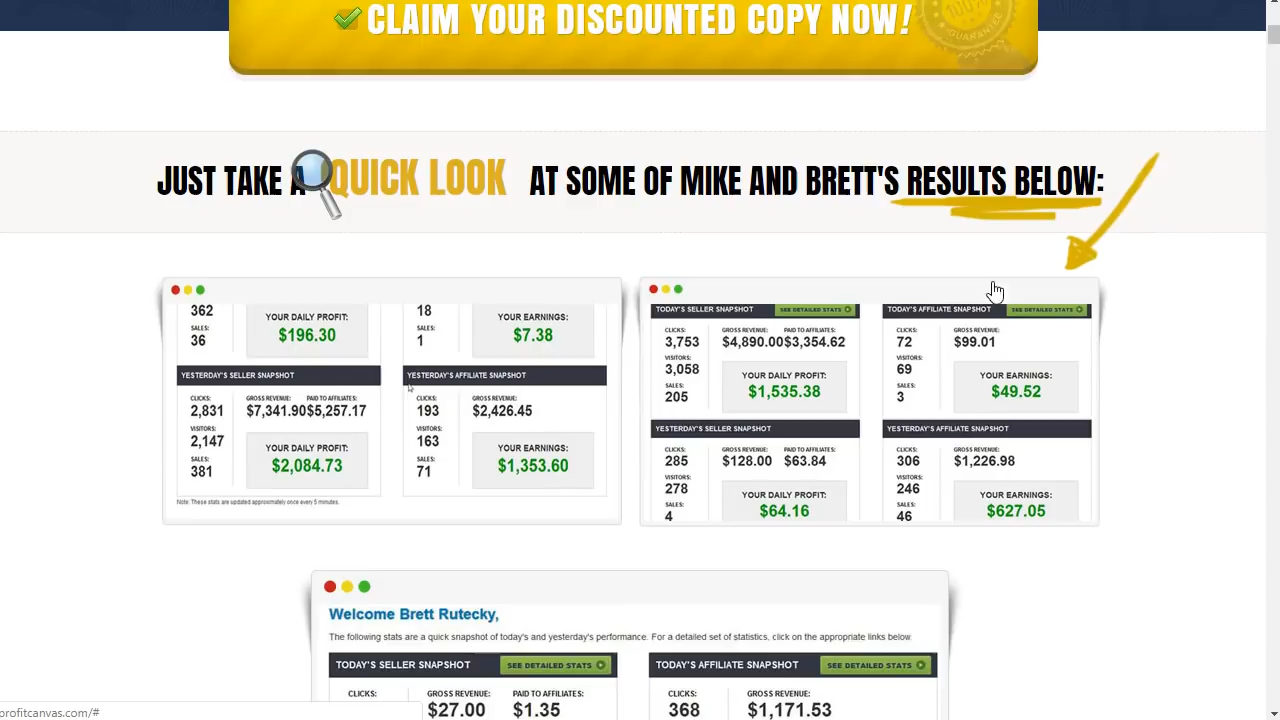 CLAIM YOUR DISCOUNTED COPY NOW!
100%
GUARANTEE
JUST TAKE A QUICK LOOK AT SOME OF MIKE AND BRETT'S RESULTS BELOW:
362
SALES:
36
YOUR DAILY PROFIT:
$196.30
18
SALES:
1
YOUR EARNING:
$7.38
YESTERDAY'S SELLER SNAPSHOT
CLICKS:
2,831
GROSS REVENUE:
$7,341.90
PAID TO AFFILIATES:
$5,257.17
VISITORS:
2,147
SALES:
381
YOUR DAILY PROFIT:
$2,084.73
YESTERDAY'S AFFILIATE SNAPSHOT
CLICKS:
193
GROSS REVENUE:
$2,426.45
VISITORS:
163
SALES:
71
YOUR EARNING:
$1,353.60
Note: These stats are updated approximately once every 5 minutes.
TODAY'S SELLER SNAPSHOT
SEE DETAILED STATS
CLICKS:
3,753
GROSS REVENUE:
$4,890.00
PAID TO AFFILIATES:
$3,354.62
VISITORS:
3,058
SALES:
205
YOUR DAILY PROFIT:
$1,535.38
TODAY'S AFFILIATE SNAPSHOT
SEE DETAILED STATS
CLICKS:
72
GROSS REVENUE:
$99.01
VISITORS:
69
SALES:
3
YOUR EARNINGS:
$49.52
YESTERDAY'S SELLER SNAPSHOT
CLICKS:
285
GROSS REVENUE:
$128.00
PAID TO AFFILIATES:
$63.84
VISITORS:
278
SALES:
4
YOUR DAILY PROFIT:
$64.16
YESTERDAY'S AFFILIATE SNAPSHOT
CLICKS:
306
GROSS REVENUE:
$1,226.98
VISITORS:
246
SALES:
46
YOUR EARNINGS:
$627.05
Welcome Brett Rutecky,
The following stats are a quick snapshot of today's and yesterday's performance. For a detailed set of statistics, click on the appropriate links below.
TODAY'S SELLER SNAPSHOT
SEE DETAILED STATS
CLICKS:
GROSS REVENUE:
$27.00
PAID TO AFFILIATES:
$1.35
TODAY'S AFFILIATE SNAPSHOT
SEE DETAILED STATS
CLICKS:
368
GROSS REVENUE:
$1,171.53
profitcanvas.com/#